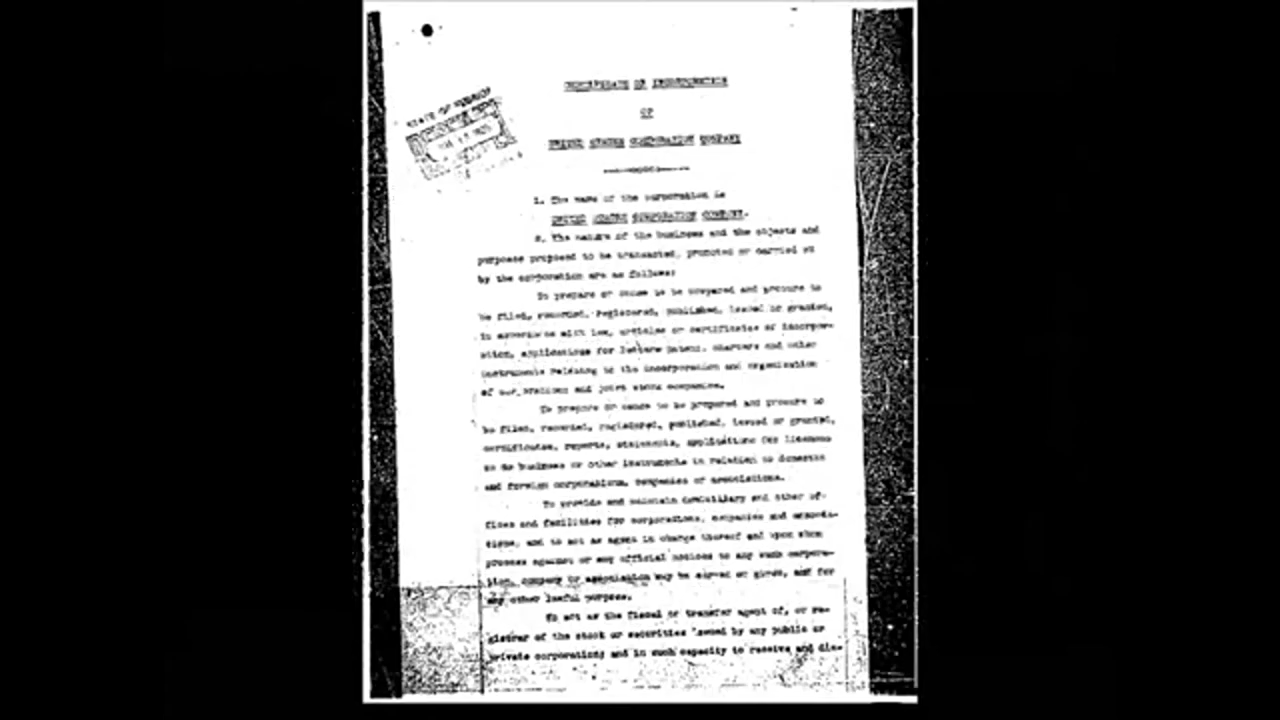 CERTIFICATE OF INCORPORATION
OF
UNITED STATES CORPORATION COMPANY
1. The name of the corporation is
UNITED STATES CORPORATION COMPANY.
2. The nature of the business and the objects and
purposes proposed to be transacted, promoted or carried on
by the corporation are as follows:
To prepare or cause to be prepared and procure to
be filed, recorded, registered, published, issued or granted,
in accordance with law, articles or certificates of incorpor-
ation, applications for letters patent, charters and other
instruments relating to the incorporation and organization
of corporations and joint stock companies.
To prepare or cause to be prepared and procure to
be filed, recorded, registered, published, issued or granted,
certificates, reports, statements, applications for licenses
to do business or other instruments in relation to domestic
and foreign corporations, companies or associations.
To provide and maintain domiciliary and other of-
fices and facilities for corporations, companies and associa-
tions, and to act as agent in charge thereof and upon whom
process against or any official notices to any such corpora-
tion, company or association may be served or given, and for
any other lawful purpose.
To act as the fiscal or transfer agent of, or re-
gistrar of the stock or securities issued by any public or
private corporation; and in such capacity to receive and dis-